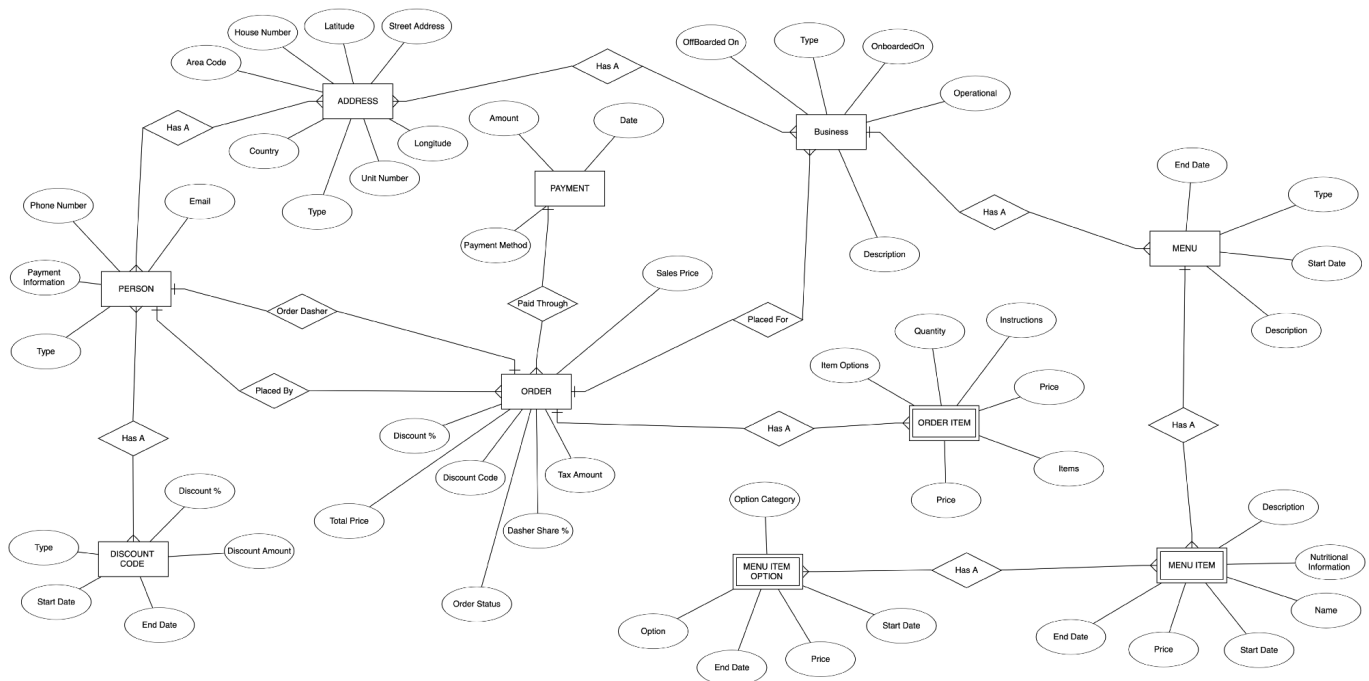 Latitude
Street Address
House Number
OffBoarded On
Type
OnboardedOn
Area Code
Has A
Operational
ADDRESS
Amount
Date
Has A
Business
Country
Longitude
Unit Number
Type
PAYMENT
End Date
Type
Phone Number
Email
Has A
Payment Method
MENU
Description
Start Date
Payment
Information
PERSON
Sales Price
Order Dasher
Paid Through
Placed For
Quantity
Instructions
Description
Type
Item Options
Placed By
ORDER
Price
Has A
Discount %
Has A
ORDER ITEM
Has A
Discount Code
Tax Amount
Items
Discount %
Total Price
Dasher Share %
Option Category
Price
Description
Type
DISCOUNT
CODE
Discount Amount
MENU ITEM
OPTION
Has A
MENU ITEM
Nutritional
Information
Start Date
End Date
Order Status
Option
End Date
Price
Start Date
End Date
Price
Start Date
Name